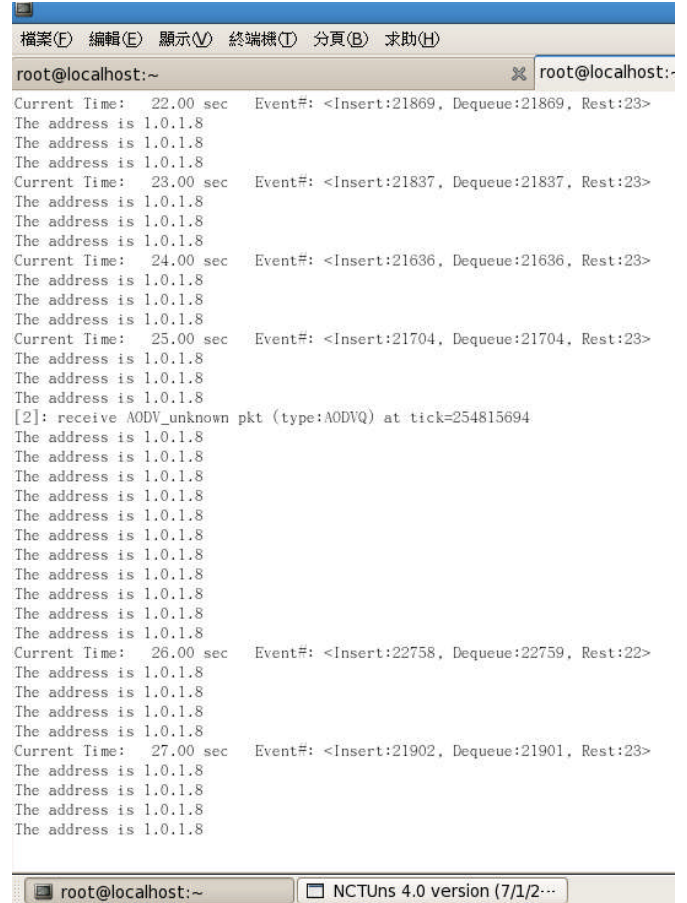 檔案(F) 編輯(E) 顯示(V) 終端機(T) 分頁(B) 求助(H)
root@localhost:~ root@localhost:~
Current Time: 22.00 sec Event#: <Insert:21869, Dequeue:21869, Rest:23>
The address is 1.0.1.8
The address is 1.0.1.8
The address is 1.0.1.8
Current Time: 23.00 sec Event#: <Insert:21837, Dequeue:21837, Rest:23>
The address is 1.0.1.8
The address is 1.0.1.8
The address is 1.0.1.8
Current Time: 24.00 sec Event#: <Insert:21636, Dequeue:21636, Rest:23>
The address is 1.0.1.8
The address is 1.0.1.8
The address is 1.0.1.8
Current Time: 25.00 sec Event#: <Insert:21704, Dequeue:21704, Rest:23>
The address is 1.0.1.8
The address is 1.0.1.8
The address is 1.0.1.8
[2]: receive AODV_unknown pkt (type:AODVQ) at tick=254815694
The address is 1.0.1.8
The address is 1.0.1.8
The address is 1.0.1.8
The address is 1.0.1.8
The address is 1.0.1.8
The address is 1.0.1.8
The address is 1.0.1.8
The address is 1.0.1.8
The address is 1.0.1.8
The address is 1.0.1.8
The address is 1.0.1.8
Current Time: 26.00 sec Event#: <Insert:22758, Dequeue:22759, Rest:22>
The address is 1.0.1.8
The address is 1.0.1.8
The address is 1.0.1.8
The address is 1.0.1.8
Current Time: 27.00 sec Event#: <Insert:21902, Dequeue:21901, Rest:23>
The address is 1.0.1.8
The address is 1.0.1.8
The address is 1.0.1.8
The address is 1.0.1.8
root@localhost:~ NCTUns 4.0 version (7/1/2…